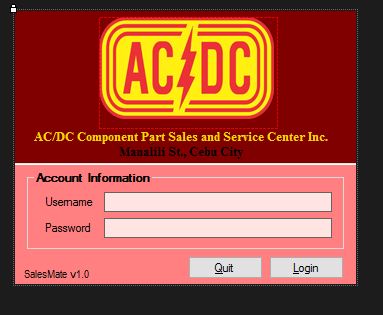 AC DC
AC/DC Component Part Sales and Service Center Inc.
St., Cebu City
Account Information
Username
Password
SalesMate v1.0
Quit
Login